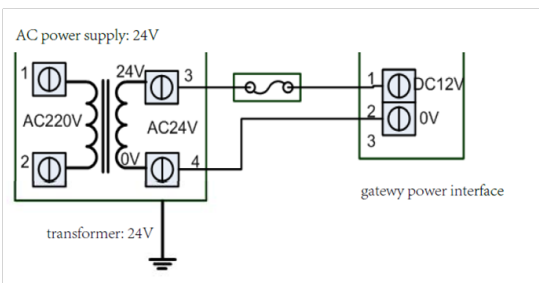 AC power supply: 24V
1
24V
3
AC220V
AC24V
2
0V
4
1
DC12V
2
0V
3
gatewy power interface
transformer: 24V